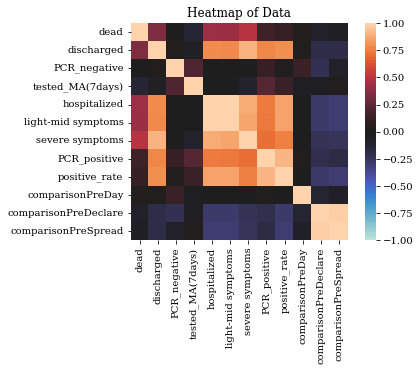 Heatmap of Data
dead
discharged
PCR_negative
tested_MA(7days)
hospitalized
light-mid symptoms
severe symptoms
PCR_positive
positive_rate
comparisonPreDay
comparisonPreDeclare
comparisonPreSpread
dead
discharged
PCR_negative
tested_MA(7days)
hospitalized
light-mid symptoms
severe symptoms
PCR_positive
positive_rate
comparisonPreDay
comparisonPreDeclare
comparisonPreSpread
1.00
0.75
0.50
0.25
0.00
−0.25
−0.50
−0.75
−1.00